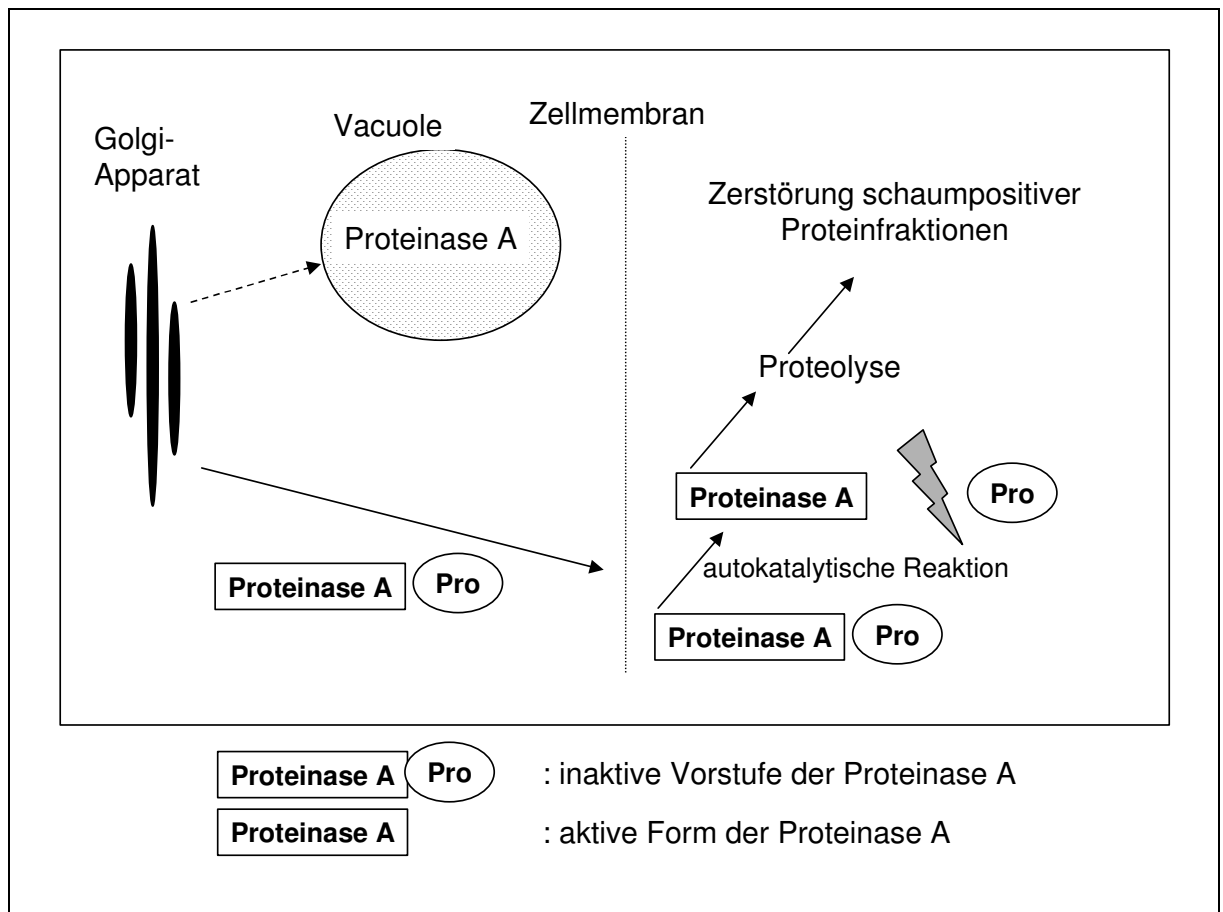 Golgi-
Apparat
Vacuole
Proteinase A
Zellmembran
Zerstörung schaumpositiver
Proteinfraktionen
Proteolyse
Proteinase A
Pro
autokatalytische Reaktion
Proteinase A
Pro
Proteinase A
Pro
Proteinase A Pro : inaktive Vorstufe der Proteinase A
Proteinase A : aktive Form der Proteinase A